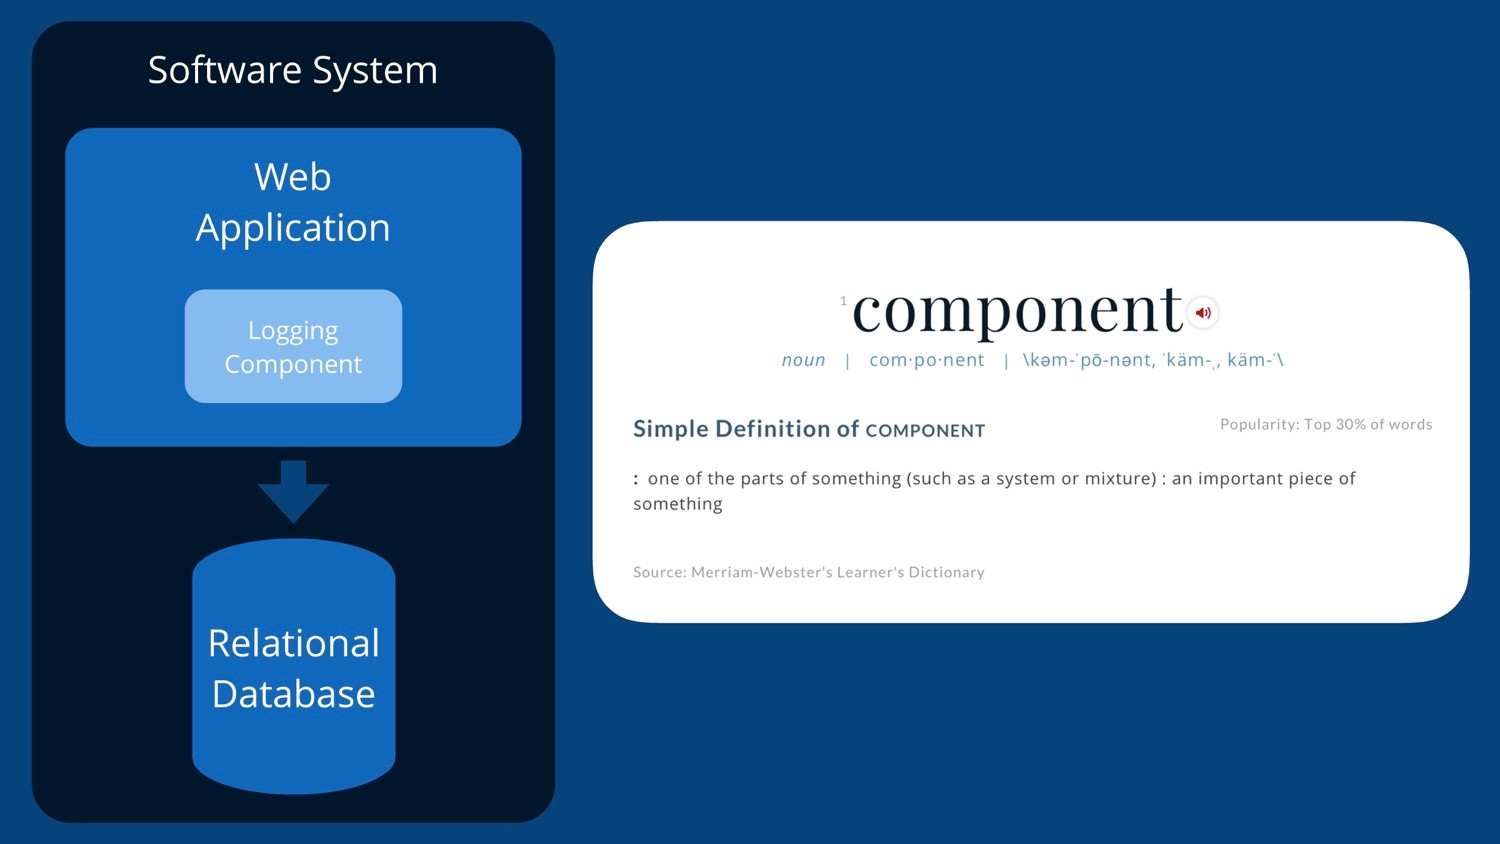 Software System
Web
Application
Logging
Component
Relational
Database
1component
noun | com·po·nent | \kəm-ˈpō-nənt, ˈkäm-ˌ, käm-ˈ\
Simple Definition of COMPONENT
Popularity: Top 30% of words
: one of the parts of something (such as a system or mixture) : an important piece of
something
Source: Merriam-Webster's Learner's Dictionary